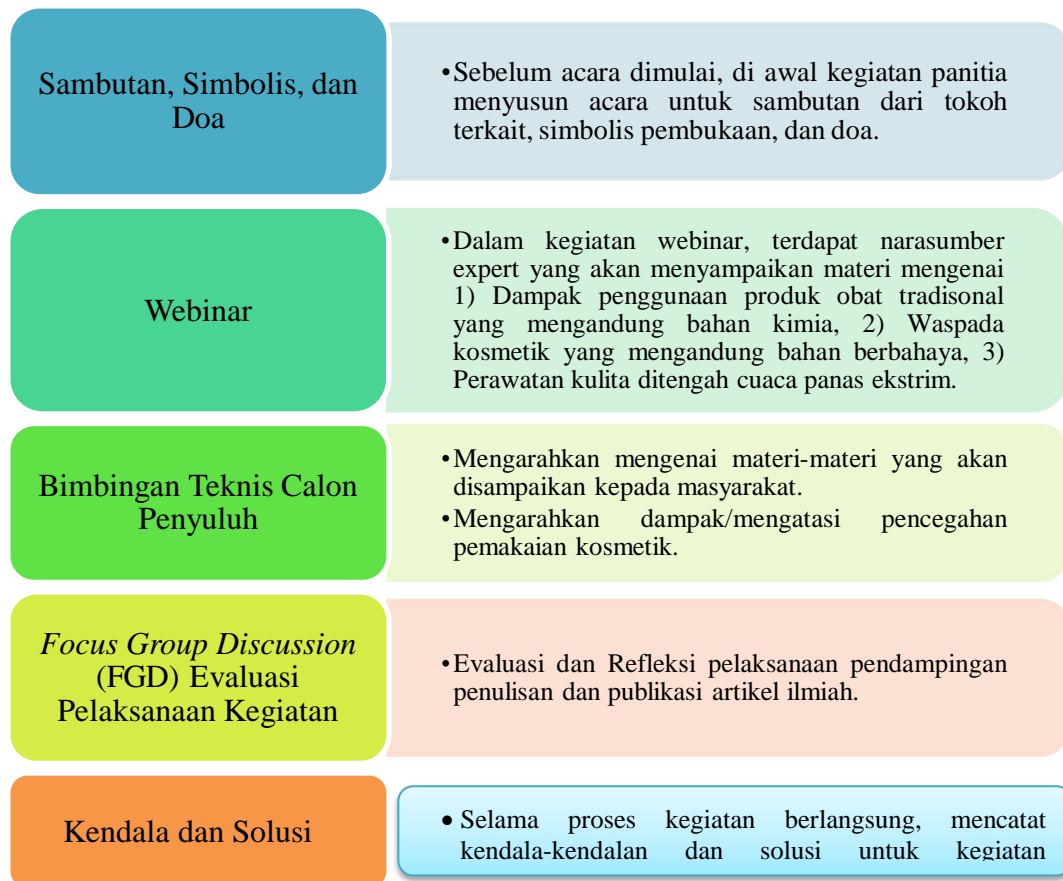 Sambutan, Simbolis, dan
Doa
•Sebelum acara dimulai, di awal kegiatan panitia
menyusun acara untuk sambutan dari tokoh
terkait, simbolis pembukaan, dan doa.
Webinar
•Dalam kegiatan webinar, terdapat narasumber
expert yang akan menyampaikan materi mengenai
1) Dampak penggunaan produk obat tradisonal
yang mengandung bahan kimia, 2) Waspada
kosmetik yang mengandung bahan berbahaya, 3)
Perawatan kulita ditengah cuaca panas ekstrim.
Bimbingan Teknis Calon
Penyuluh
•Mengarahkan mengenai materi-materi yang akan
disampaikan kepada masyarakat.
•Mengarahkan dampak/mengatasi pencegahan
pemakaian kosmetik.
Focus Group Discussion
(FGD) Evaluasi
Pelaksanaan Kegiatan
•Evaluasi dan Refleksi pelaksanaan pendampingan
penulisan dan publikasi artikel ilmiah.
Kendala dan Solusi
• Selama proses kegiatan berlangsung, mencatat
kendala-kendalan dan solusi untuk kegiatan